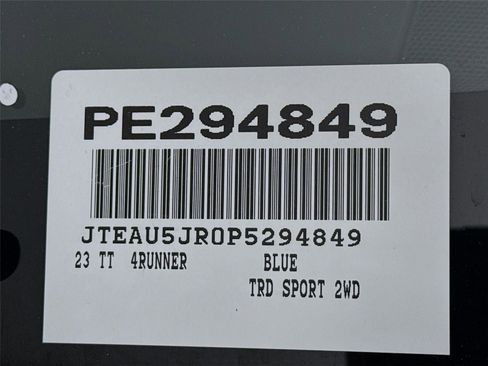 PE294849
JTEAU5JR0P5294849
23 TT 4RUNNER BLUE
TRD SPORT 2WD